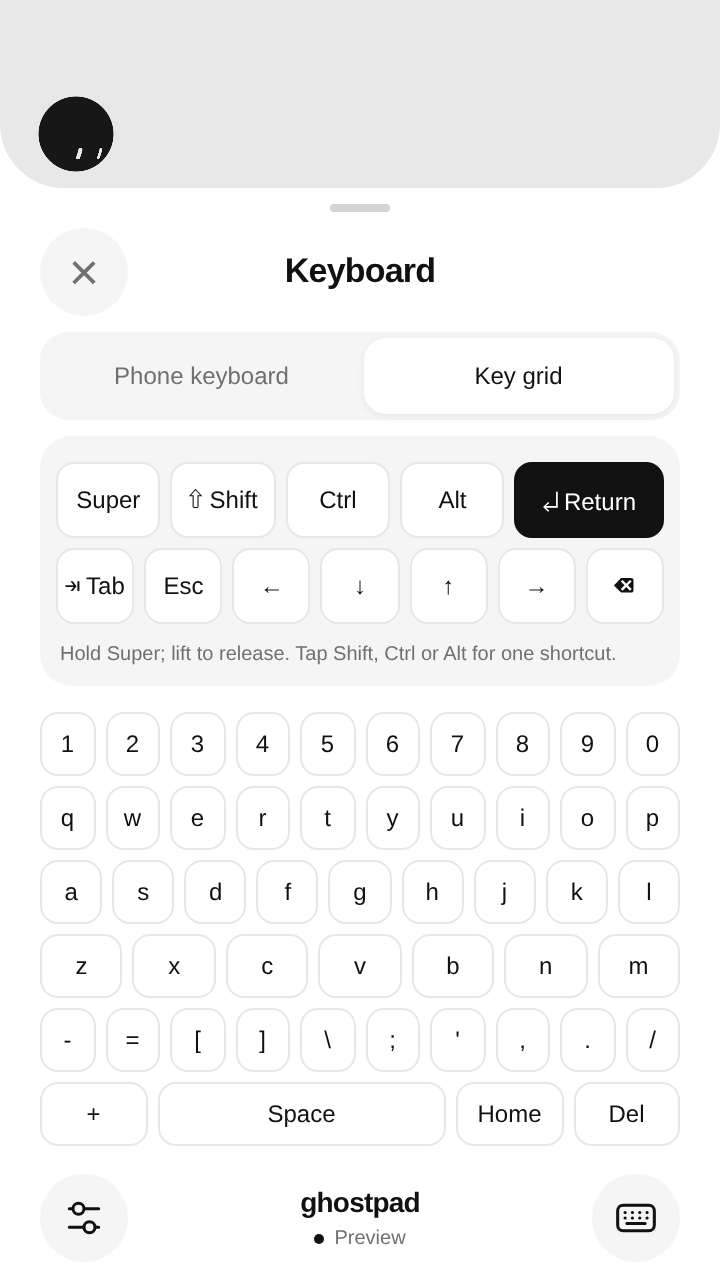 Keyboard
Phone keyboard Key grid
Super ⇧ Shift Ctrl Alt ↵ Return
⇥ Tab Esc ← ↓ ↑ → ⌫
Hold Super; lift to release. Tap Shift, Ctrl or Alt for one shortcut.
1 2 3 4 5 6 7 8 9 0
q w e r t y u i o p
a s d f g h j k l
z x c v b n m
- = [ ] \ ; ' , . /
+ Space Home Del
ghostpad
Preview